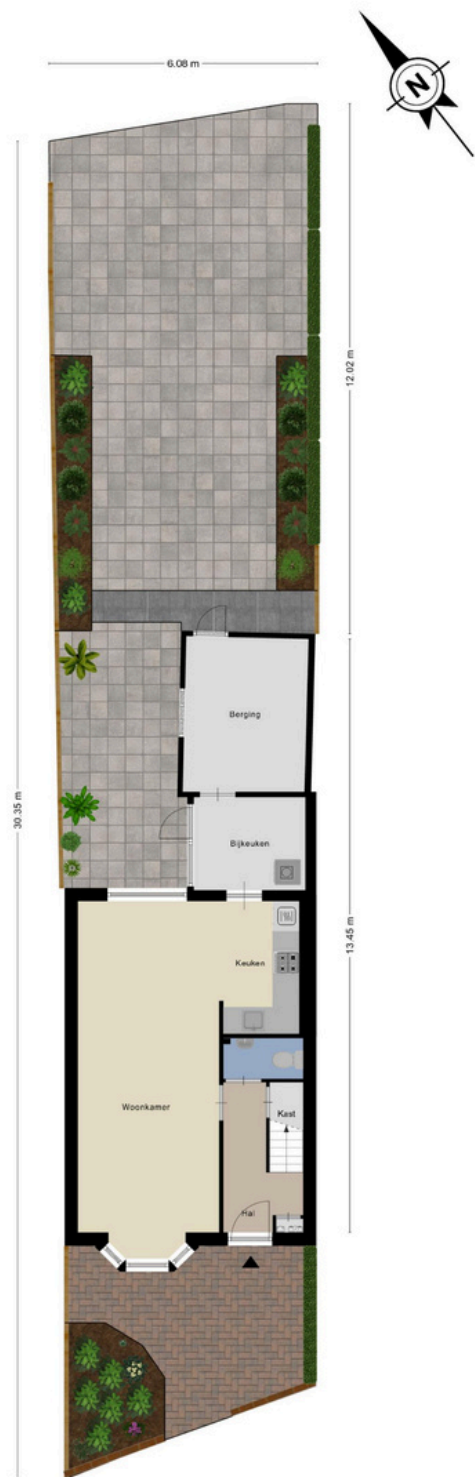 6.08 m
N
12.02 m
30.35 m
13.45 m
Berging
Bijkeuken
Keuken
Woonkamer
Kast
Hal